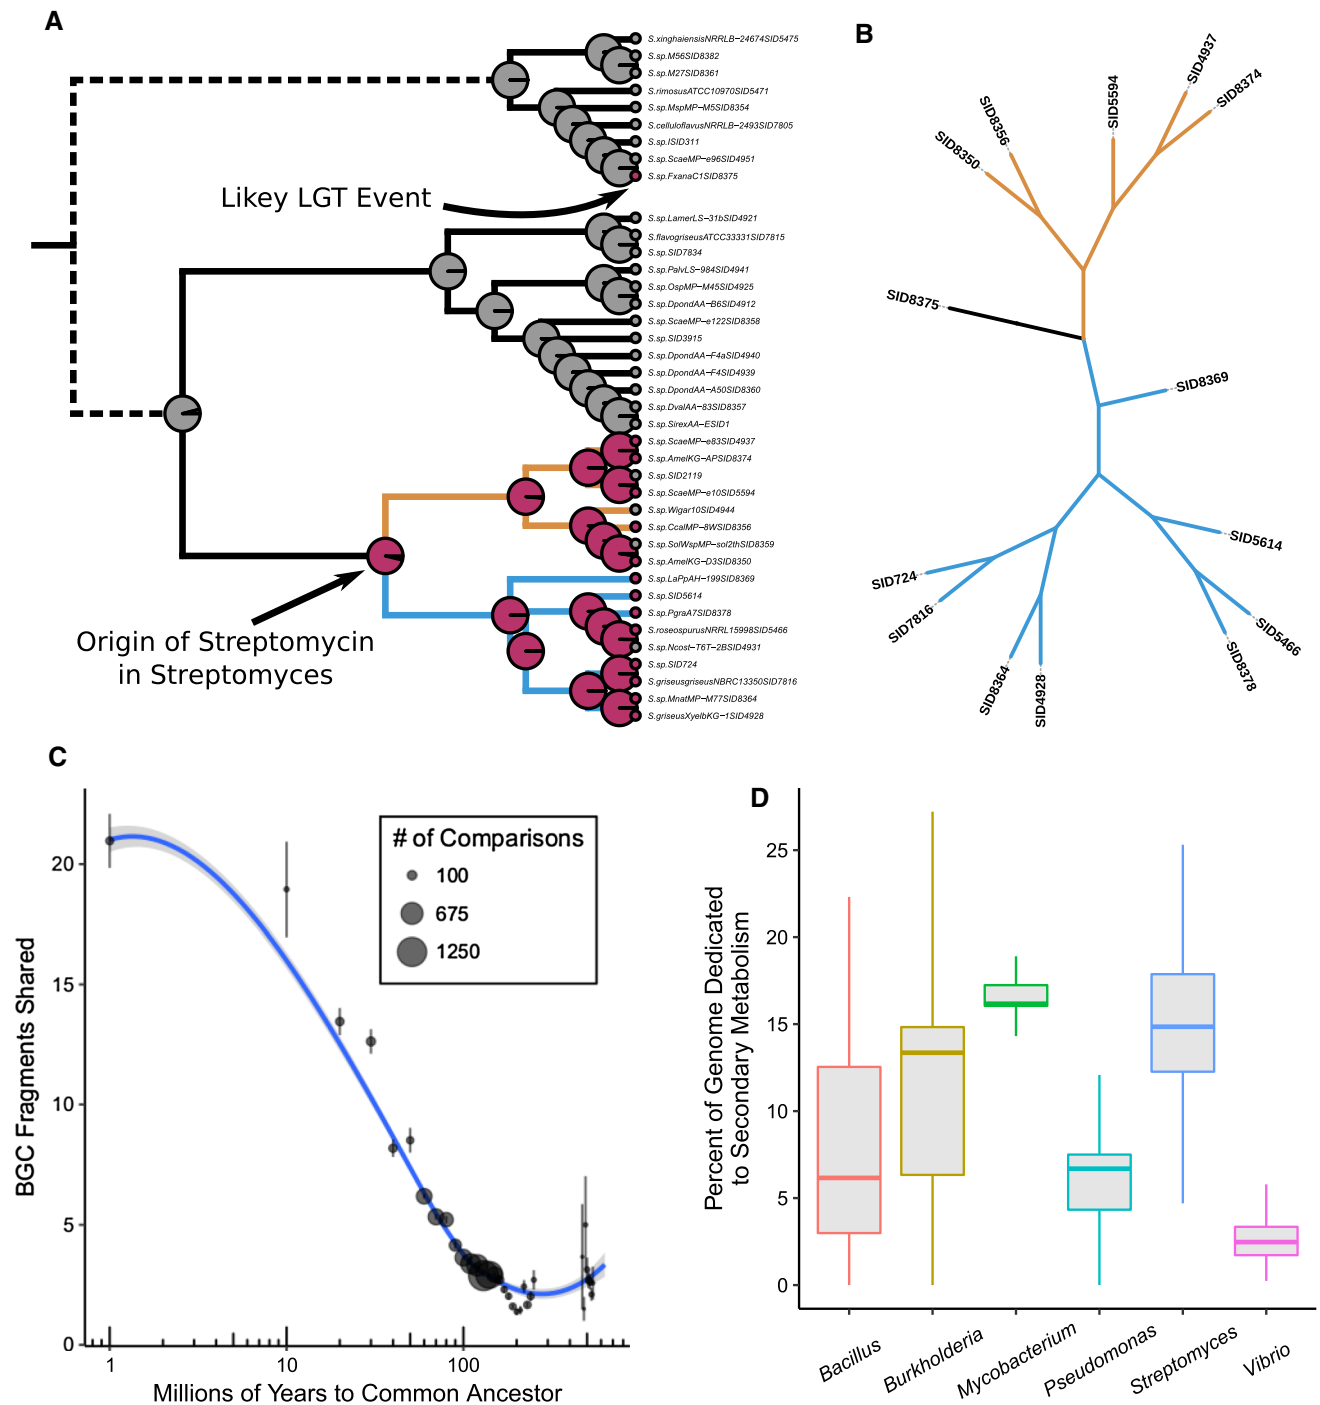 A
S.xinghaiensisNRRLB−24674SID5475
S.sp.M56SID8382
S.sp.M27SID8361
S.rimosusATCC10970SID5471
S.sp.MspMP−M5SID8354
S.celluloflavusNRRLB−2493SID7805
S.sp.ISID311
S.sp.ScaeMP−e96SID4951
S.sp.FxanaC1SID8375
Likey LGT Event
S.sp.LamerLS−31bSID4921
S.flavogriseusATCC33331SID7815
S.sp.SID7834
S.sp.PalvLS−984SID4941
S.sp.OspMP−M45SID4925
S.sp.DpondAA−B6SID4912
S.sp.ScaeMP−e122SID8358
S.sp.SID3915
S.sp.DpondAA−F4aSID4940
S.sp.DpondAA−F4SID4939
S.sp.DpondAA−A50SID8360
S.sp.DvalAA−83SID8357
S.sp.SirexAA−ESID1
S.sp.ScaeMP−e83SID4937
S.sp.AmelKG−APSID8374
S.sp.SID2119
S.sp.ScaeMP−e10SID5594
S.sp.Wigar10SID4944
S.sp.CcalMP−8WSID8356
S.sp.SolWspMP−sol2thSID8359
S.sp.AmelKG−D3SID8350
S.sp.LaPpAH−199SID8369
S.sp.SID5614
S.sp.PgraA7SID8378
S.roseospurusNRRL15998SID5466
S.sp.Ncost−T6T−2BSID4931
S.sp.SID724
S.griseusgriseusNBRC13350SID7816
S.sp.MnatMP−M77SID8364
S.griseusXyelbKG−1SID4928
Origin of Streptomycin
in Streptomyces
B
SID4937
SID8374
SID5594
SID8356
SID8350
SID8375
SID8369
SID5614
SID724
SID7816
SID5466
SID8378
SID8364
SID4928
C
# of Comparisons
100
675
1250
BGC Fragments Shared
20
15
10
5
0
1
10
100
Millions of Years to Common Ancestor
D
Percent of Genome Dedicated
to Secondary Metabolism
25
20
15
10
5
0
Bacillus
Burkholderia
Mycobacterium
Pseudomonas
Streptomyces
Vibrio